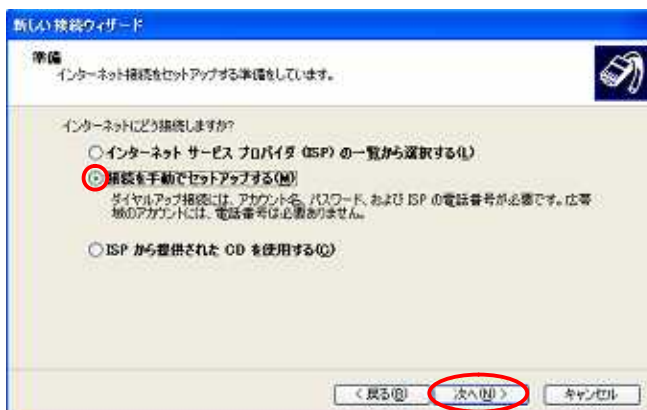 新しい接続ウィザード
準備
インターネット接続をセットアップする準備をしています。
インターネットにどう接続しますか?
インターネット サービス プロバイダ (ISP) の一覧から選択する(L)
接続を手動でセットアップする(M)
ダイヤルアップ接続には、アカウント名、パスワード、および ISP の電話番号が必要です。広帯
域のアカウントには、電話番号は必要ありません。
ISP から提供された CD を使用する(C)
< 戻る(B)
次へ(N) >
キャンセル